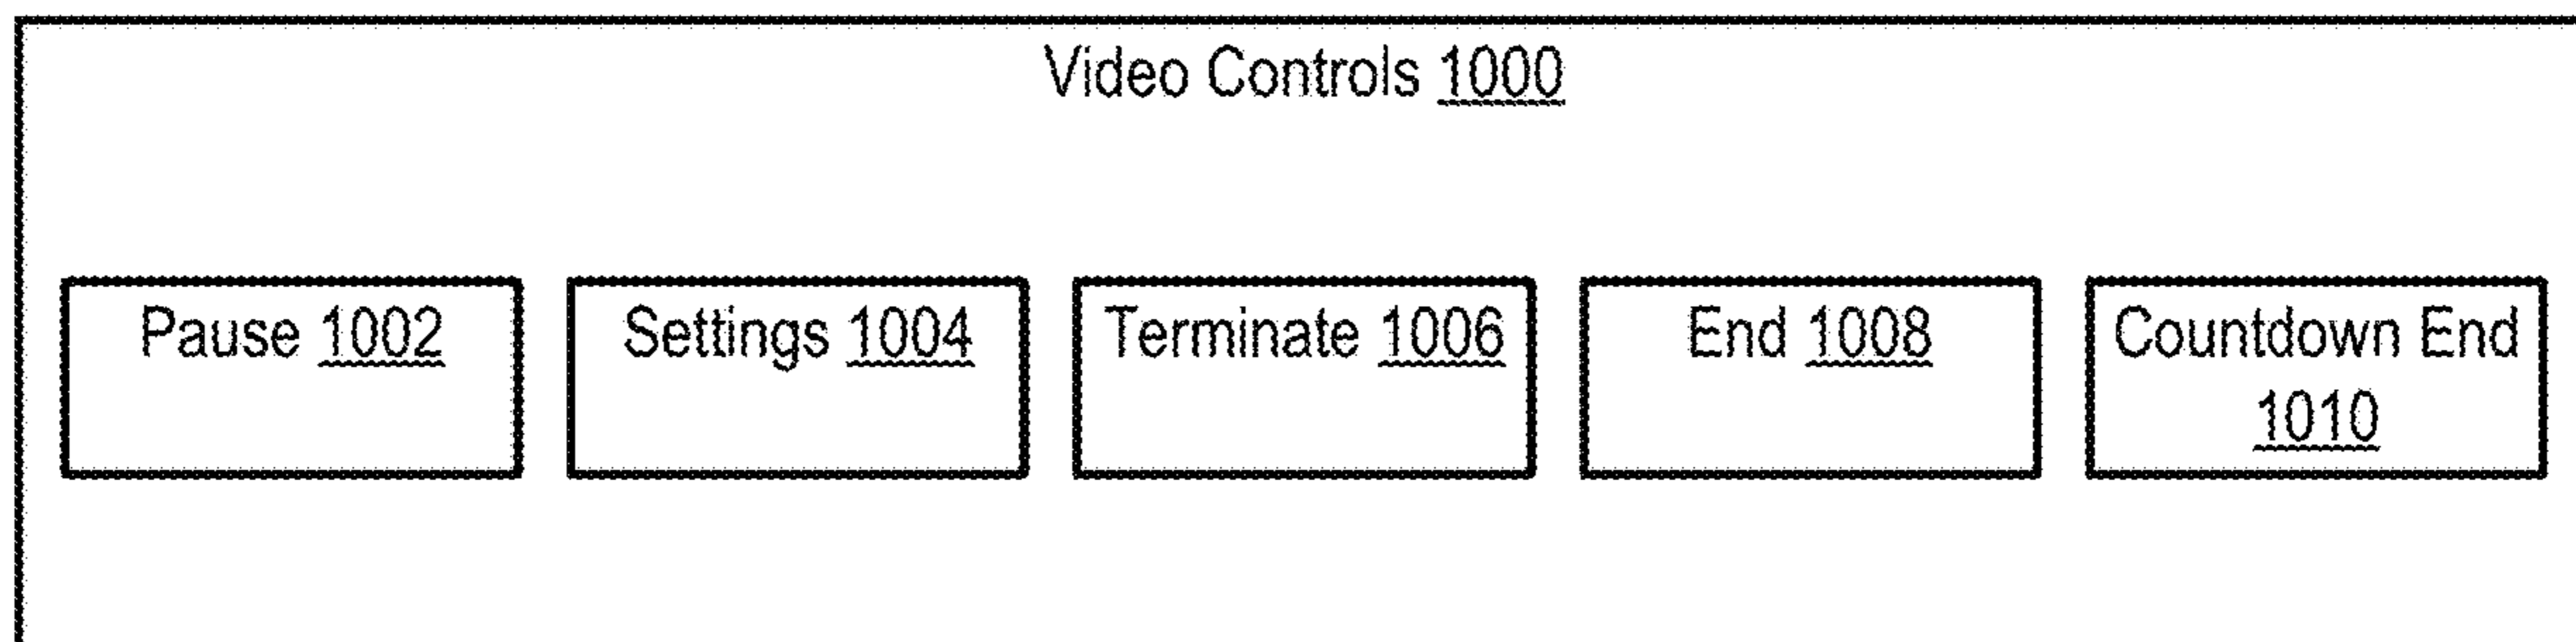 Video Controls 1000
Pause 1002
Settings 1004
Terminate 1006
End 1008
Countdown End
1010